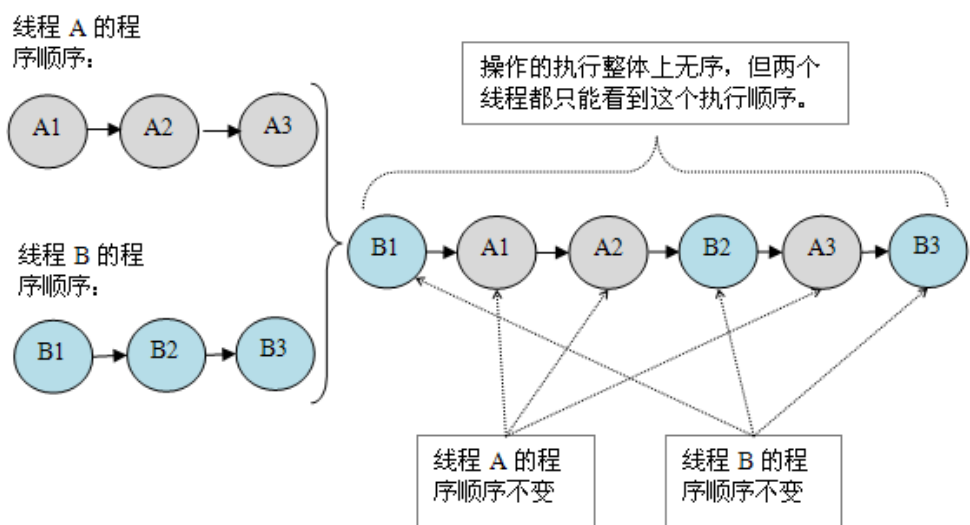 线程 A 的程
序顺序：
A1
A2
A3
操作的执行整体上无序，但两个
线程都只能看到这个执行顺序。
线程 B 的程
序顺序：
B1
B2
B3
B1
A1
A2
B2
A3
B3
线程 A 的程
序顺序不变
线程 B 的程
序顺序不变